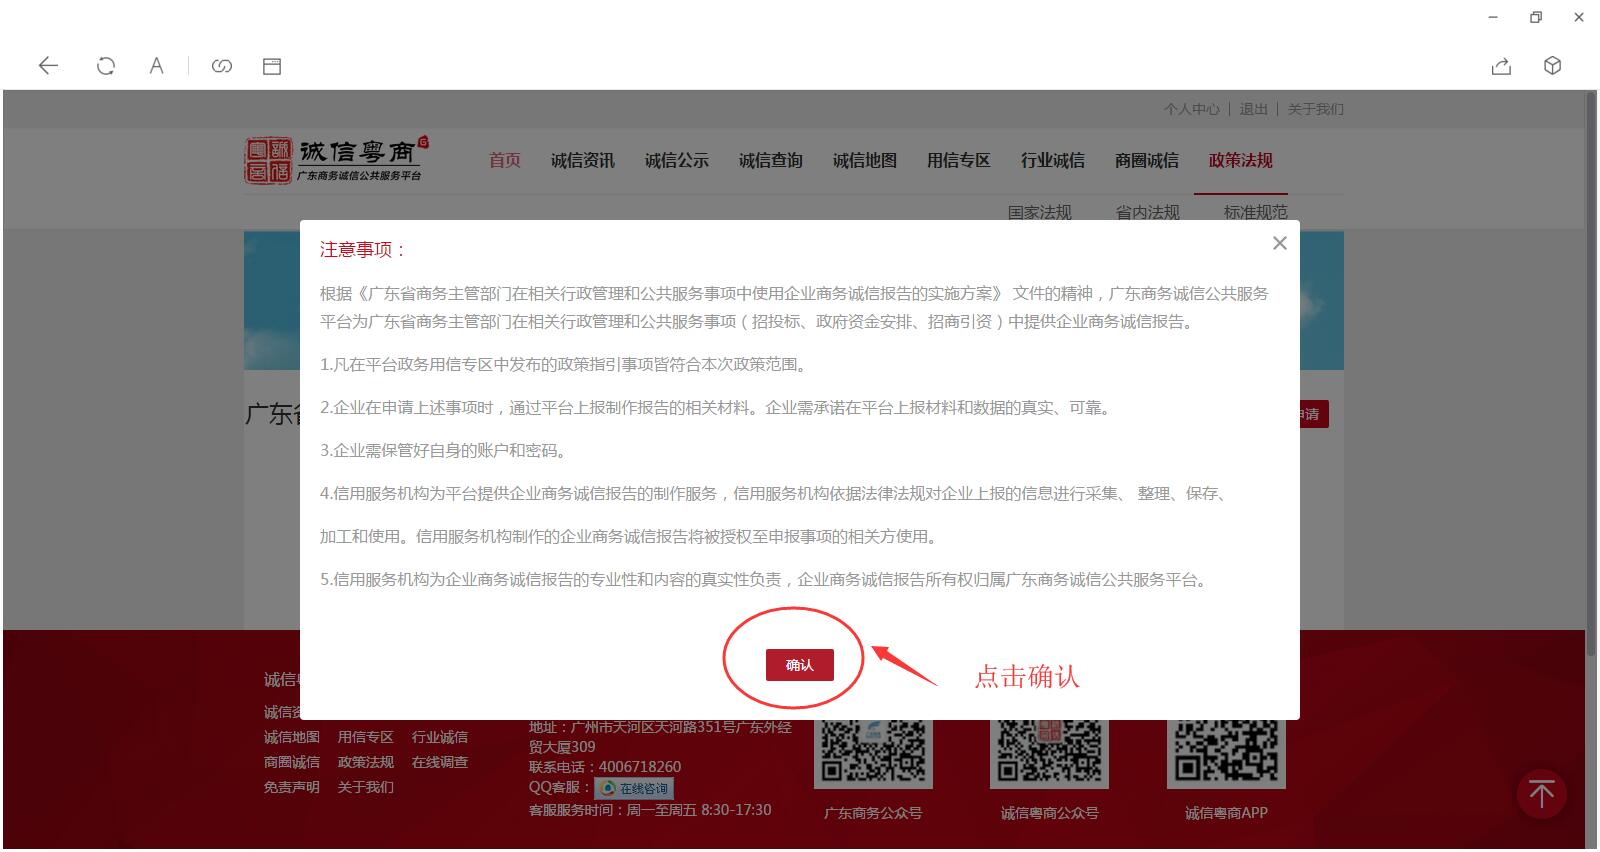 个人中心 | 退出 | 关于我们
诚信粤商
广东商务诚信公共服务平台
首页 诚信资讯 诚信公示 诚信查询 诚信地图 用信专区 行业诚信 商圈诚信 政策法规
国家法规 省内法规 标准规范
注意事项：
根据《广东省商务主管部门在相关行政管理和公共服务事项中使用企业商务诚信报告的实施方案》 文件的精神，广东商务诚信公共服务
平台为广东省商务主管部门在相关行政管理和公共服务事项（招投标、政府资金安排、招商引资）中提供企业商务诚信报告。
1.凡在平台政务用信专区中发布的政策指引事项皆符合本次政策范围。
广东省
申请
2.企业在申请上述事项时，通过平台上报制作报告的相关材料。企业需承诺在平台上报材料和数据的真实、可靠。
3.企业需保管好自身的账户和密码。
4.信用服务机构为平台提供企业商务诚信报告的制作服务，信用服务机构依据法律法规对企业上报的信息进行采集、 整理、保存、
加工和使用。信用服务机构制作的企业商务诚信报告将被授权至申报事项的相关方使用。
5.信用服务机构为企业商务诚信报告的专业性和内容的真实性负责，企业商务诚信报告所有权归属广东商务诚信公共服务平台。
确认
点击确认
诚信粤
诚信资
诚信地图 用信专区 行业诚信
商圈诚信 政策法规 在线调查
免责声明 关于我们
地址：广州市天河区天河路351号广东外经
贸大厦309
联系电话：4006718260
QQ客服： 在线咨询
客服服务时间：周一至周五 8:30-17:30
广东商务公众号
诚信粤商公众号
诚信粤商APP